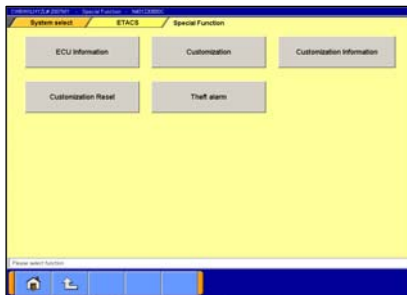 System select ETACS Special Function
ECU Information Customization Customization Information
Customization Reset Theft alarm
Please select function